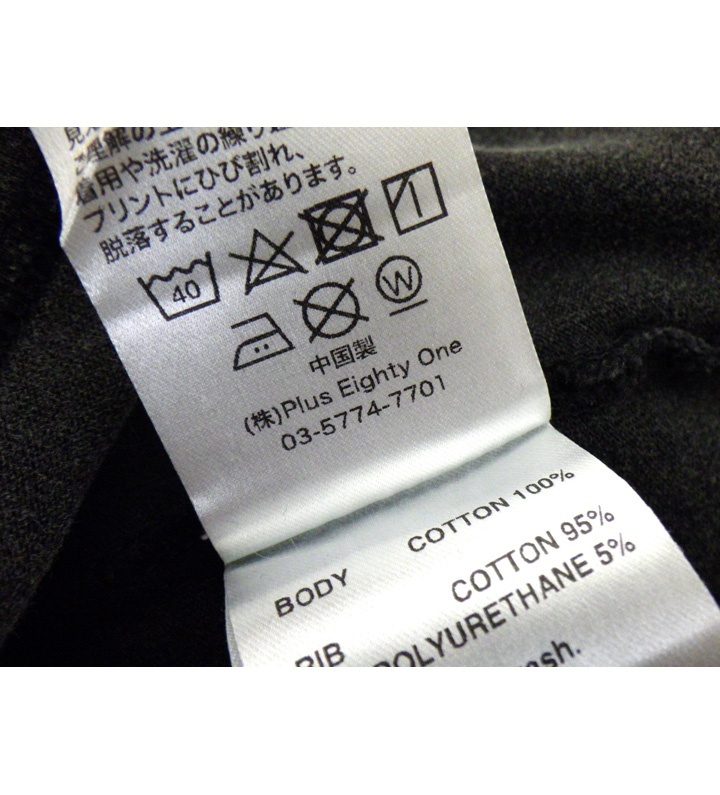 ご理解の上
着用や洗濯の繰り返
プリントにひび割れ、
脱落することがあります。
40
W
中国製
(株)Plus Eighty One
03-5774-7701
BODY COTTON 100%
RIB COTTON 95%
POLYURETHANE 5%